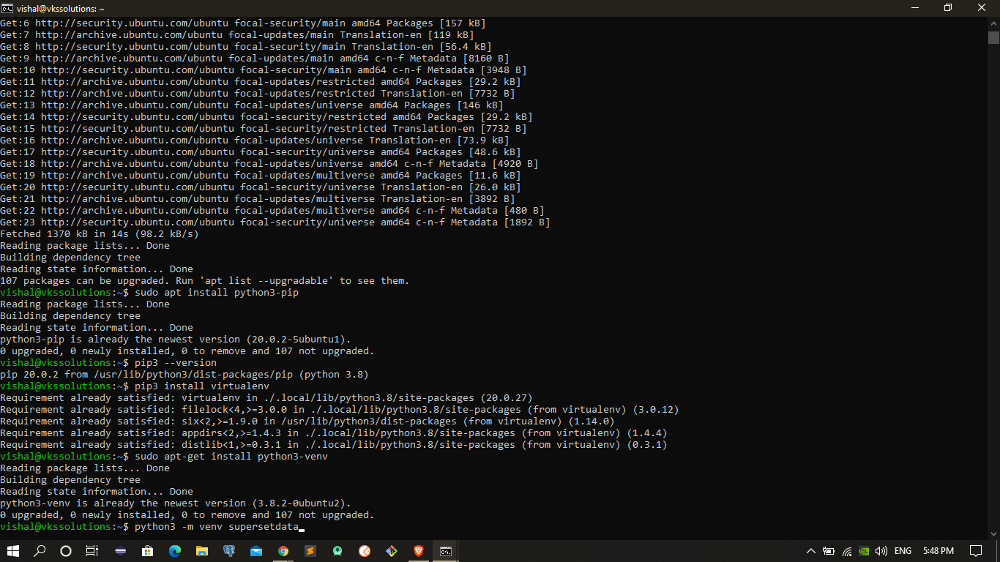 vishal@vkssolutions: ~
Get:6 http://security.ubuntu.com/ubuntu focal-security/main amd64 Packages [157 kB]
Get:7 http://archive.ubuntu.com/ubuntu focal-updates/main Translation-en [119 kB]
Get:8 http://security.ubuntu.com/ubuntu focal-security/main Translation-en [56.4 kB]
Get:9 http://archive.ubuntu.com/ubuntu focal-updates/main amd64 c-n-f Metadata [8160 B]
Get:10 http://security.ubuntu.com/ubuntu focal-security/main amd64 c-n-f Metadata [3948 B]
Get:11 http://archive.ubuntu.com/ubuntu focal-updates/restricted amd64 Packages [29.2 kB]
Get:12 http://archive.ubuntu.com/ubuntu focal-updates/restricted Translation-en [7732 B]
Get:13 http://archive.ubuntu.com/ubuntu focal-updates/universe amd64 Packages [146 kB]
Get:14 http://security.ubuntu.com/ubuntu focal-security/restricted amd64 Packages [29.2 kB]
Get:15 http://security.ubuntu.com/ubuntu focal-security/restricted Translation-en [7732 B]
Get:16 http://archive.ubuntu.com/ubuntu focal-updates/universe Translation-en [73.9 kB]
Get:17 http://security.ubuntu.com/ubuntu focal-security/universe amd64 Packages [48.6 kB]
Get:18 http://archive.ubuntu.com/ubuntu focal-updates/universe amd64 c-n-f Metadata [4920 B]
Get:19 http://archive.ubuntu.com/ubuntu focal-updates/multiverse amd64 Packages [11.6 kB]
Get:20 http://security.ubuntu.com/ubuntu focal-security/universe Translation-en [26.0 kB]
Get:21 http://archive.ubuntu.com/ubuntu focal-updates/multiverse Translation-en [3892 B]
Get:22 http://archive.ubuntu.com/ubuntu focal-updates/multiverse amd64 c-n-f Metadata [480 B]
Get:23 http://security.ubuntu.com/ubuntu focal-security/universe amd64 c-n-f Metadata [1892 B]
Fetched 1370 kB in 14s (98.2 kB/s)
Reading package lists... Done
Building dependency tree
Reading state information... Done
107 packages can be upgraded. Run 'apt list --upgradable' to see them.
vishal@vkssolutions:~$ sudo apt install python3-pip
Reading package lists... Done
Building dependency tree
Reading state information... Done
python3-pip is already the newest version (20.0.2-5ubuntu1).
0 upgraded, 0 newly installed, 0 to remove and 107 not upgraded.
vishal@vkssolutions:~$ pip3 --version
pip 20.0.2 from /usr/lib/python3/dist-packages/pip (python 3.8)
vishal@vkssolutions:~$ pip3 install virtualenv
Requirement already satisfied: virtualenv in ./.local/lib/python3.8/site-packages (20.0.27)
Requirement already satisfied: filelock<4,>=3.0.0 in ./.local/lib/python3.8/site-packages (from virtualenv) (3.0.12)
Requirement already satisfied: six<2,>=1.9.0 in /usr/lib/python3/dist-packages (from virtualenv) (1.14.0)
Requirement already satisfied: appdirs<2,>=1.4.3 in ./.local/lib/python3.8/site-packages (from virtualenv) (1.4.4)
Requirement already satisfied: distlib<1,>=0.3.1 in ./.local/lib/python3.8/site-packages (from virtualenv) (0.3.1)
vishal@vkssolutions:~$ sudo apt-get install python3-venv
Reading package lists... Done
Building dependency tree
Reading state information... Done
python3-venv is already the newest version (3.8.2-0ubuntu2).
0 upgraded, 0 newly installed, 0 to remove and 107 not upgraded.
vishal@vkssolutions:~$ python3 -m venv supersetdata
ENG 5:48 PM